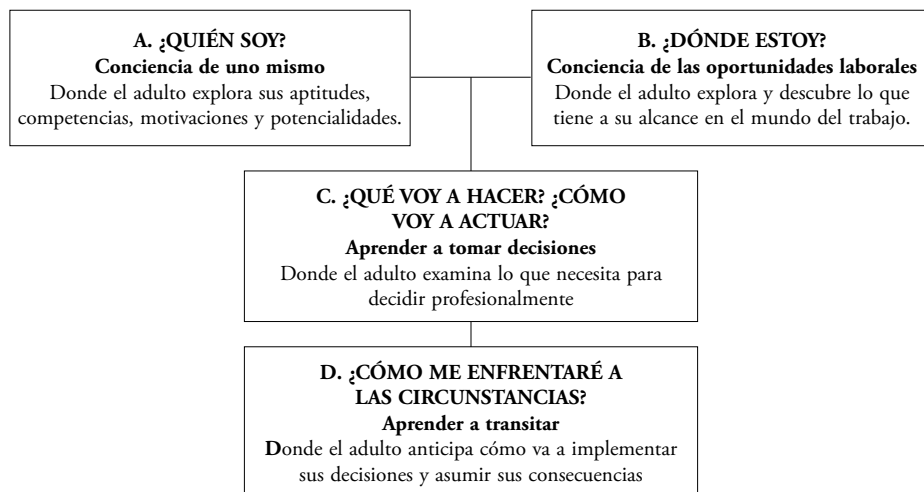 A. ¿QUIÉN SOY?
Conciencia de uno mismo
Donde el adulto explora sus aptitudes,
competencias, motivaciones y potencialidades.
B. ¿DÓNDE ESTOY?
Conciencia de las oportunidades laborales
Donde el adulto explora y descubre lo que
tiene a su alcance en el mundo del trabajo.
C. ¿QUÉ VOY A HACER? ¿CÓMO
VOY A ACTUAR?
Aprender a tomar decisiones
Donde el adulto examina lo que necesita para
decidir profesionalmente
D. ¿CÓMO ME ENFRENTARÉ A
LAS CIRCUNSTANCIAS?
Aprender a transitar
Donde el adulto anticipa cómo va a implementar
sus decisiones y asumir sus consecuencias